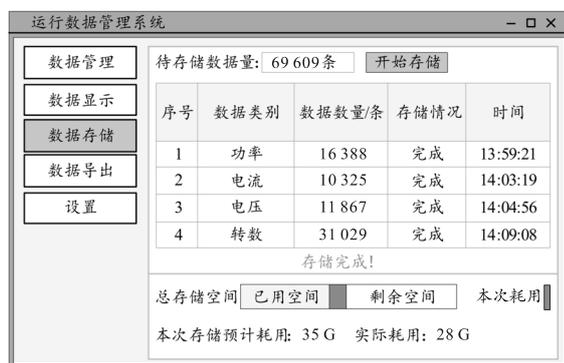 运行数据管理系统
数据管理
数据显示
数据存储
数据导出
设置
待存储数据量: 69 609条 开始存储
序号 数据类别 数据数量/条 存储情况 时间
1 功率 16 388 完成 13:59:21
2 电流 10 325 完成 14:03:19
3 电压 11 867 完成 14:04:56
4 转数 31 029 完成 14:09:08
存储完成!
总存储空间 已用空间 剩余空间 本次耗用
本次存储预计耗用: 35 G 实际耗用: 28 G